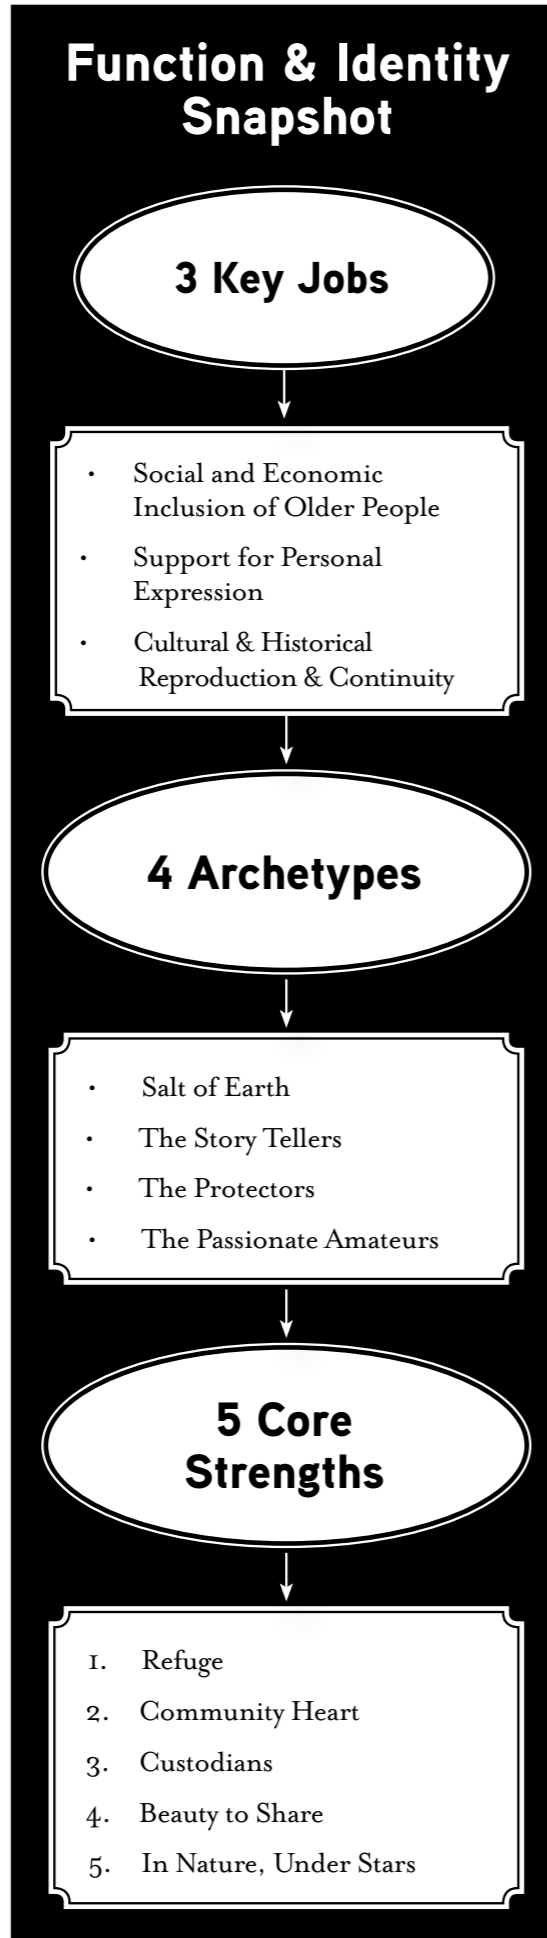 Function & Identity
Snapshot
3 Key Jobs
· Social and Economic
Inclusion of Older People
· Support for Personal
Expression
· Cultural & Historical
Reproduction & Continuity
4 Archetypes
· Salt of Earth
· The Story Tellers
· The Protectors
· The Passionate Amateurs
5 Core
Strengths
1. Refuge
2. Community Heart
3. Custodians
4. Beauty to Share
5. In Nature, Under Stars